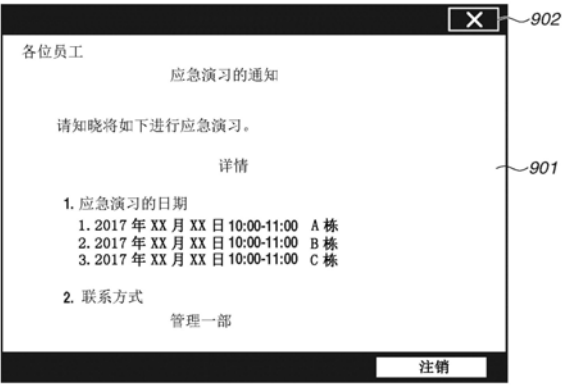 902
各位员工
应急演习的通知
请知晓将如下进行应急演习。
详情
901
1. 应急演习的日期
1. 2017 年 XX 月 XX 日 10:00-11:00 A 栋
2. 2017 年 XX 月 XX 日 10:00-11:00 B 栋
3. 2017 年 XX 月 XX 日 10:00-11:00 C 栋
2. 联系方式
管理一部
注销